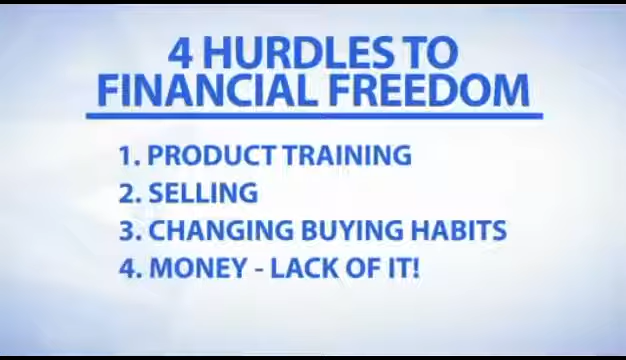 4 HURDLES TO
FINANCIAL FREEDOM
1. PRODUCT TRAINING
2. SELLING
3. CHANGING BUYING HABITS
4. MONEY - LACK OF IT!